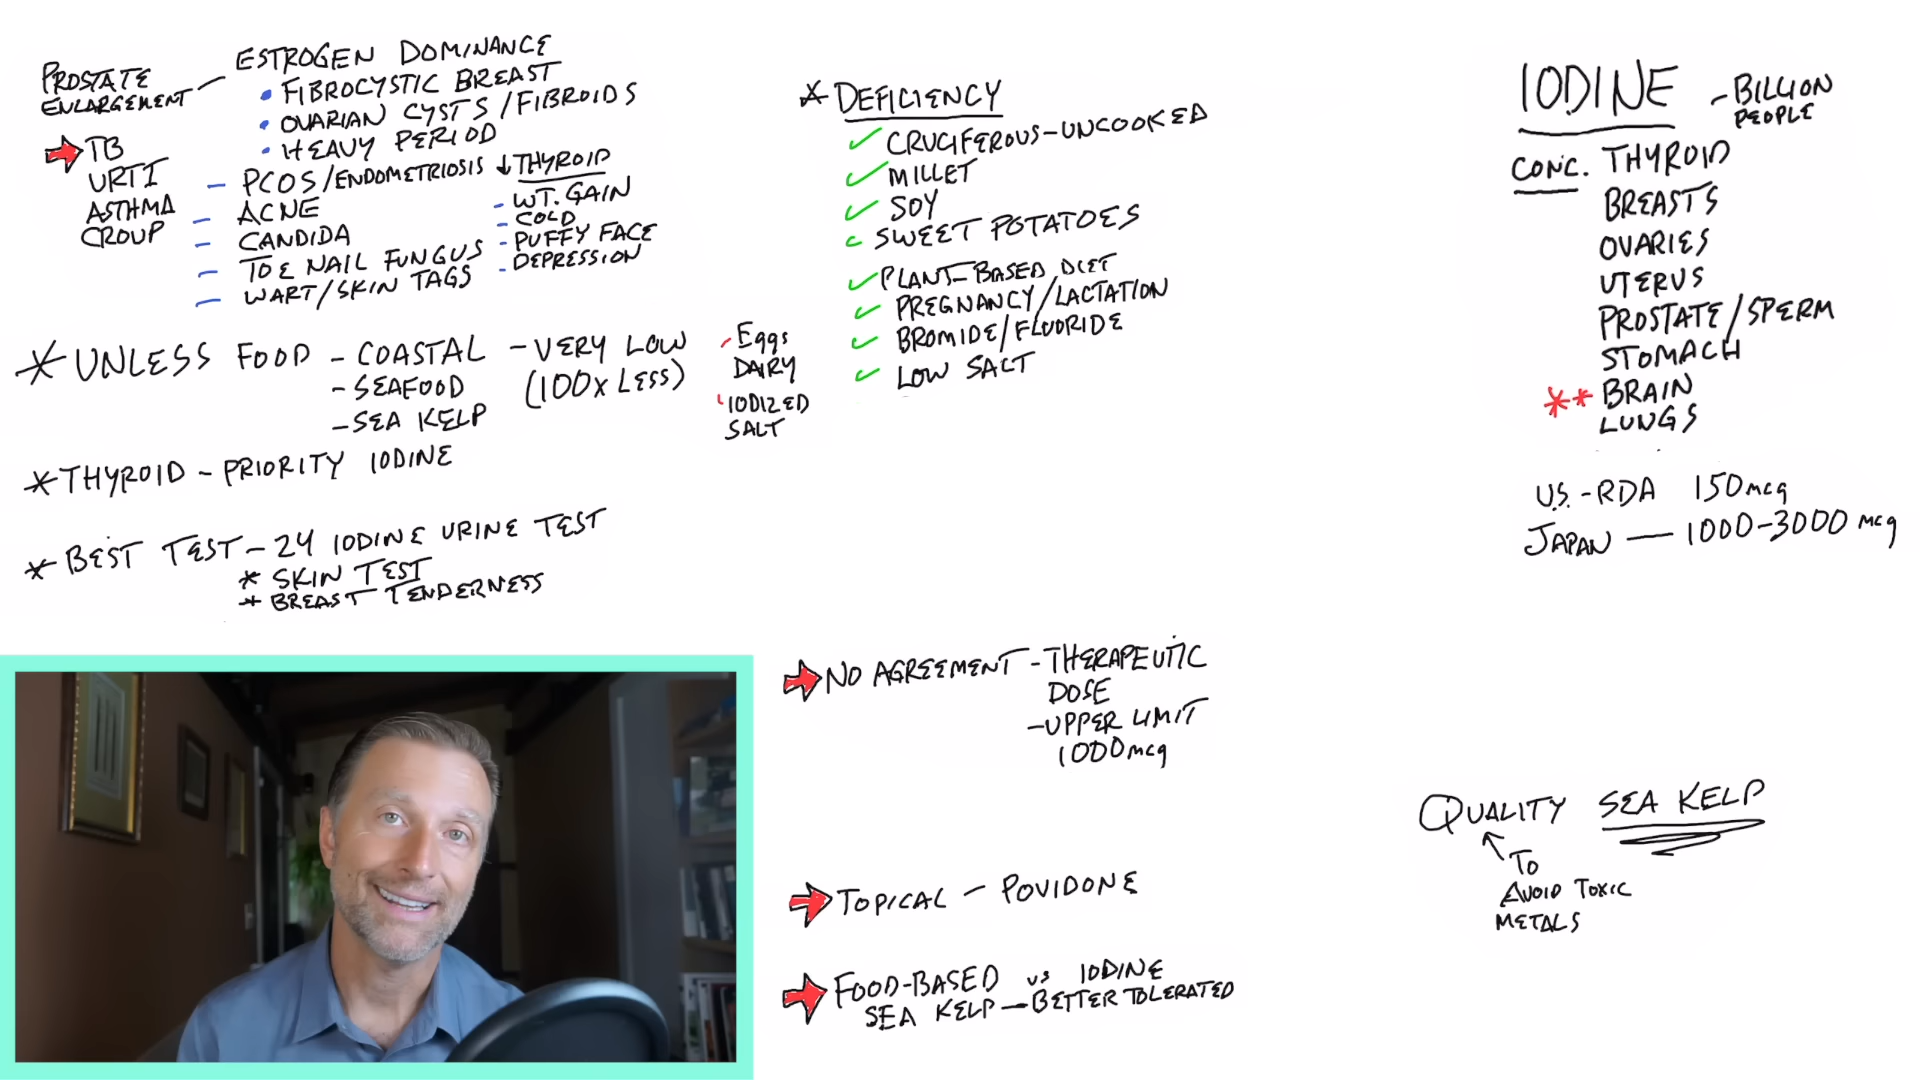 PROSTATE
ENLARGEMENT
ESTROGEN DOMINANCE
• FIBROCYSTIC BREAST
• OVARIAN CYSTS/FIBROIDS
• HEAVY PERIOD
TB
URTI
ASTHMA
CROUP
- PCOS/ENDOMETRIOSIS
- ACNE
- CANDIDA
- TOE NAIL FUNGUS
- WART/SKIN TAGS
↓ THYROID
- WT. GAIN
- COLD
- PUFFY FACE
- DEPRESSION
* UNLESS FOOD - COASTAL - VERY LOW
- SEAFOOD (100x LESS)
- SEA KELP
Eggs
DAIRY
IODIZED
SALT
* THYROID - PRIORITY IODINE
* BEST TEST - 24 IODINE URINE TEST
* SKIN TEST
* BREAST TENDERNESS
* DEFICIENCY
✓ CRUCIFEROUS-UNCOOKED
✓ MILLET
✓ SOY
✓ SWEET POTATOES
✓ PLANT-BASED DIET
✓ PREGNANCY/LACTATION
✓ BROMIDE/FLUORIDE
✓ LOW SALT
→ NO AGREEMENT - THERAPEUTIC
DOSE
- UPPER LIMIT
1000 mcg
→ TOPICAL - POVIDONE
→ FOOD-BASED vs IODINE
SEA KELP - BETTER TOLERATED
IODINE - BILLION
PEOPLE
CONC. THYROID
BREASTS
OVARIES
UTERUS
PROSTATE/SPERM
STOMACH
** BRAIN
LUNGS
U.S. - RDA 150 mcg
JAPAN — 1000-3000 mcg
QUALITY SEA KELP
TO
AVOID TOXIC
METALS